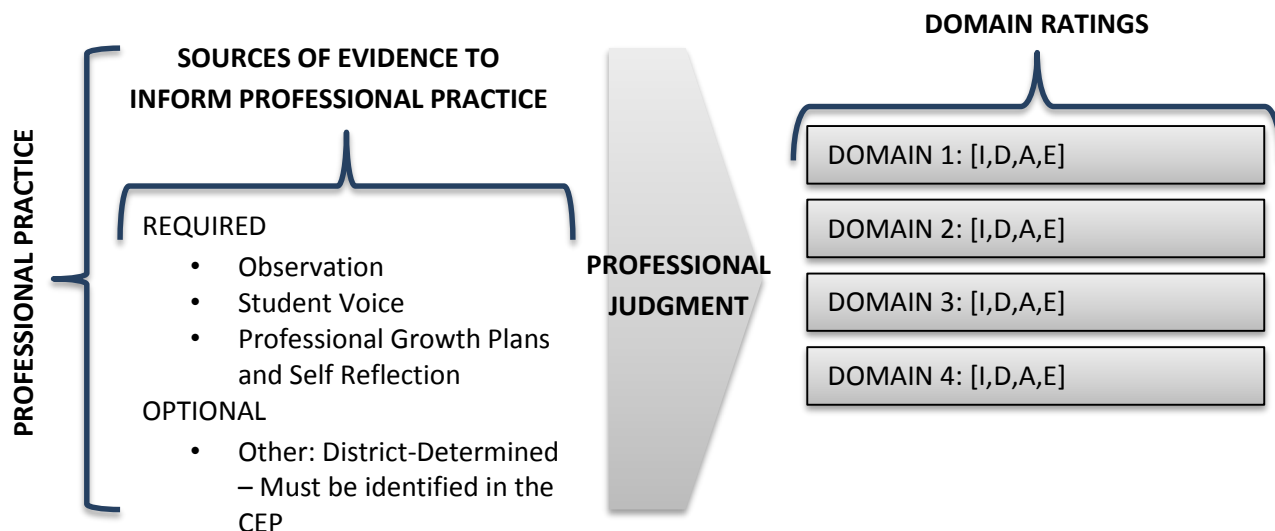 PROFESSIONAL PRACTICE
SOURCES OF EVIDENCE TO
INFORM PROFESSIONAL PRACTICE
REQUIRED
• Observation
• Student Voice
• Professional Growth Plans
and Self Reflection
OPTIONAL
• Other: District-Determined
– Must be identified in the
CEP
PROFESSIONAL
JUDGMENT
DOMAIN RATINGS
DOMAIN 1: [I,D,A,E]
DOMAIN 2: [I,D,A,E]
DOMAIN 3: [I,D,A,E]
DOMAIN 4: [I,D,A,E]